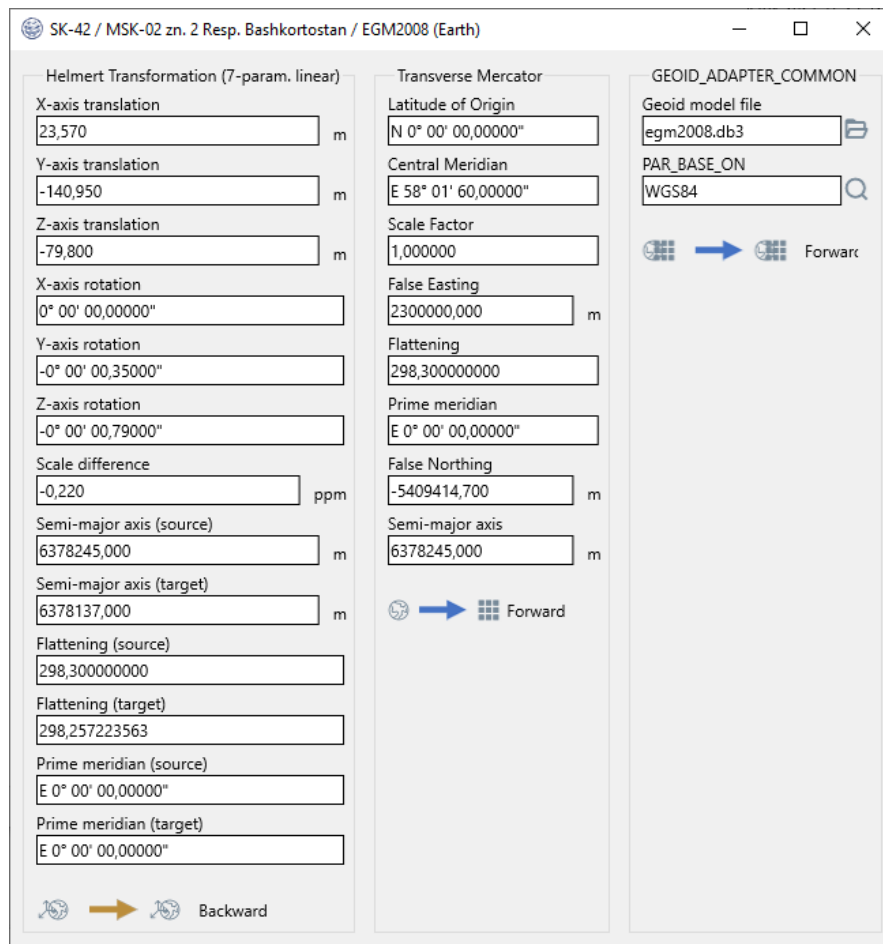 SK-42 / MSK-02 zn. 2 Resp. Bashkortostan / EGM2008 (Earth)
Helmert Transformation (7-param. linear)
X-axis translation
23,570 m
Y-axis translation
-140,950 m
Z-axis translation
-79,800 m
X-axis rotation
0° 00' 00,00000"
Y-axis rotation
-0° 00' 00,35000"
Z-axis rotation
-0° 00' 00,79000"
Scale difference
-0,220 ppm
Semi-major axis (source)
6378245,000 m
Semi-major axis (target)
6378137,000 m
Flattening (source)
298,300000000
Flattening (target)
298,257223563
Prime meridian (source)
E 0° 00' 00,00000"
Prime meridian (target)
E 0° 00' 00,00000"
Backward
Transverse Mercator
Latitude of Origin
N 0° 00' 00,00000"
Central Meridian
E 58° 01' 60,00000"
Scale Factor
1,000000
False Easting
2300000,000 m
Flattening
298,300000000
Prime meridian
E 0° 00' 00,00000"
False Northing
-5409414,700 m
Semi-major axis
6378245,000 m
Forward
GEOID_ADAPTER_COMMON
Geoid model file
egm2008.db3
PAR_BASE_ON
WGS84
Forward